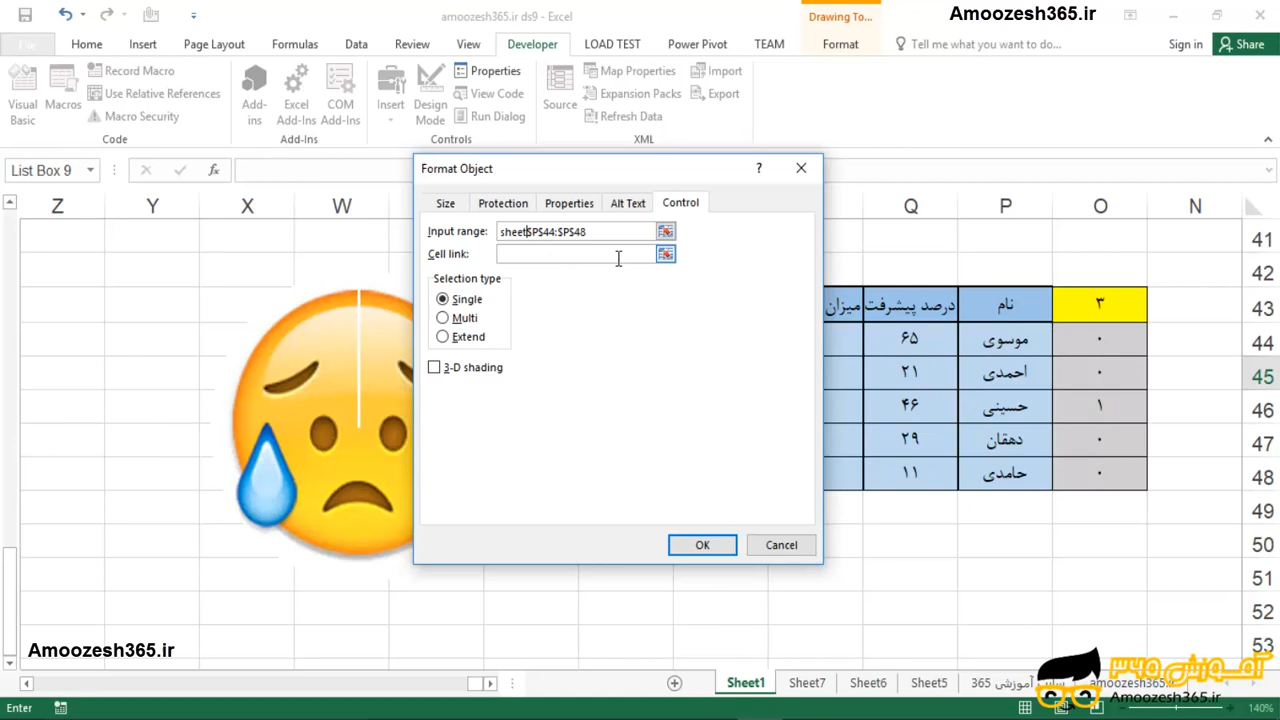 amoozesh365.ir ds9 - Excel
Drawing To...
Amoozesh365.ir
File
Home
Insert
Page Layout
Formulas
Data
Review
View
Developer
LOAD TEST
Power Pivot
TEAM
Format
Tell me what you want to do...
Sign in
Share
Visual Basic
Macros
Record Macro
Use Relative References
Macro Security
Code
Add-ins
Excel Add-Ins
COM Add-Ins
Add-Ins
Insert
Design Mode
Properties
View Code
Run Dialog
Controls
Source
Map Properties
Expansion Packs
Refresh Data
Import
Export
XML
List Box 9
fx
Z Y X W Q P O N
Format Object
?
Size
Protection
Properties
Alt Text
Control
Input range:
sheet$P$44:$P$48
Cell link:
Selection type
Single
Multi
Extend
3-D shading
OK
Cancel
41
42
۳ نام درصد پیشرفت میزان
43
۰ موسوی ۶۵
44
۰ احمدی ۲۱
45
۱ حسینی ۴۶
46
۰ دهقان ۲۹
47
۰ حامدی ۱۱
48
49
50
51
52
53
Amoozesh365.ir
Sheet1
Sheet7
Sheet6
Sheet5
آموزشی 365
amoozesh365.ir
آمـوزشی ۳۶۵
Amoozesh365.ir
Enter
140%